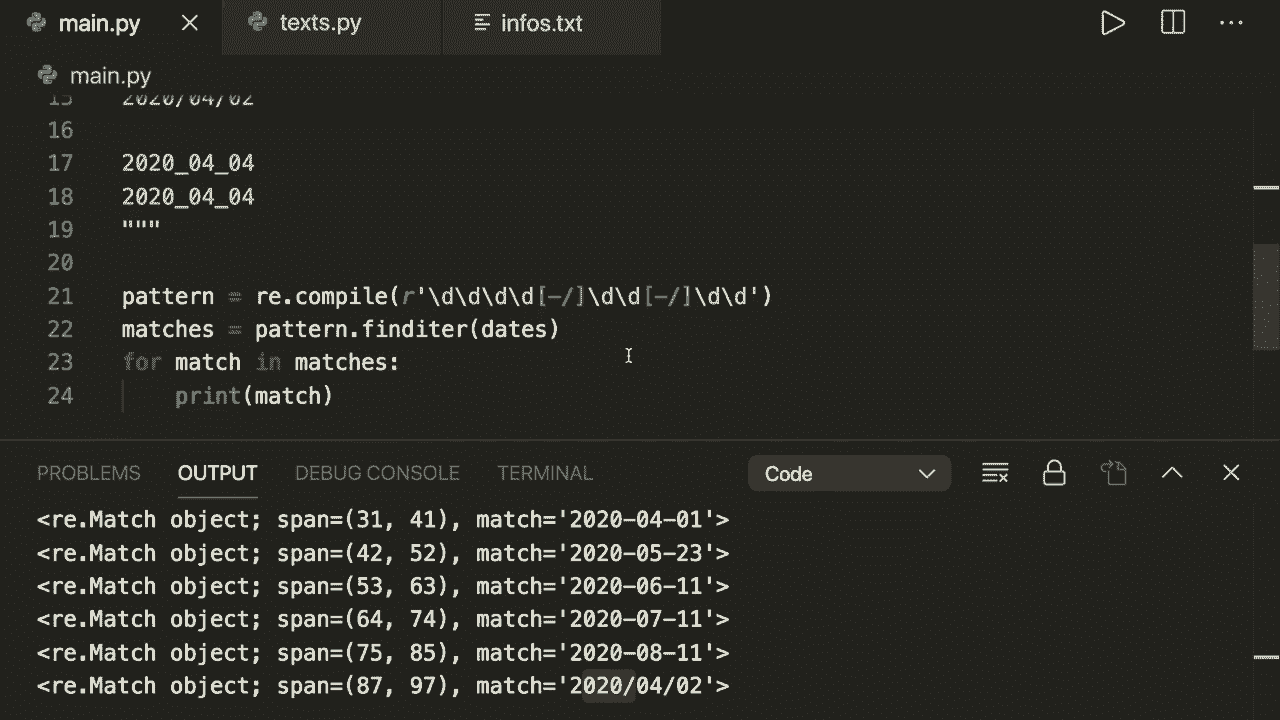 main.py
texts.py
infos.txt
main.py
15 2020/04/02
16
17 2020_04_04
18 2020_04_04
19 """
20
21 pattern = re.compile(r'\d\d\d\d[-/]\d\d[-/]\d\d')
22 matches = pattern.finditer(dates)
23 for match in matches:
24 print(match)
PROBLEMS OUTPUT DEBUG CONSOLE TERMINAL Code
<re.Match object; span=(31, 41), match='2020-04-01'>
<re.Match object; span=(42, 52), match='2020-05-23'>
<re.Match object; span=(53, 63), match='2020-06-11'>
<re.Match object; span=(64, 74), match='2020-07-11'>
<re.Match object; span=(75, 85), match='2020-08-11'>
<re.Match object; span=(87, 97), match='2020/04/02'>